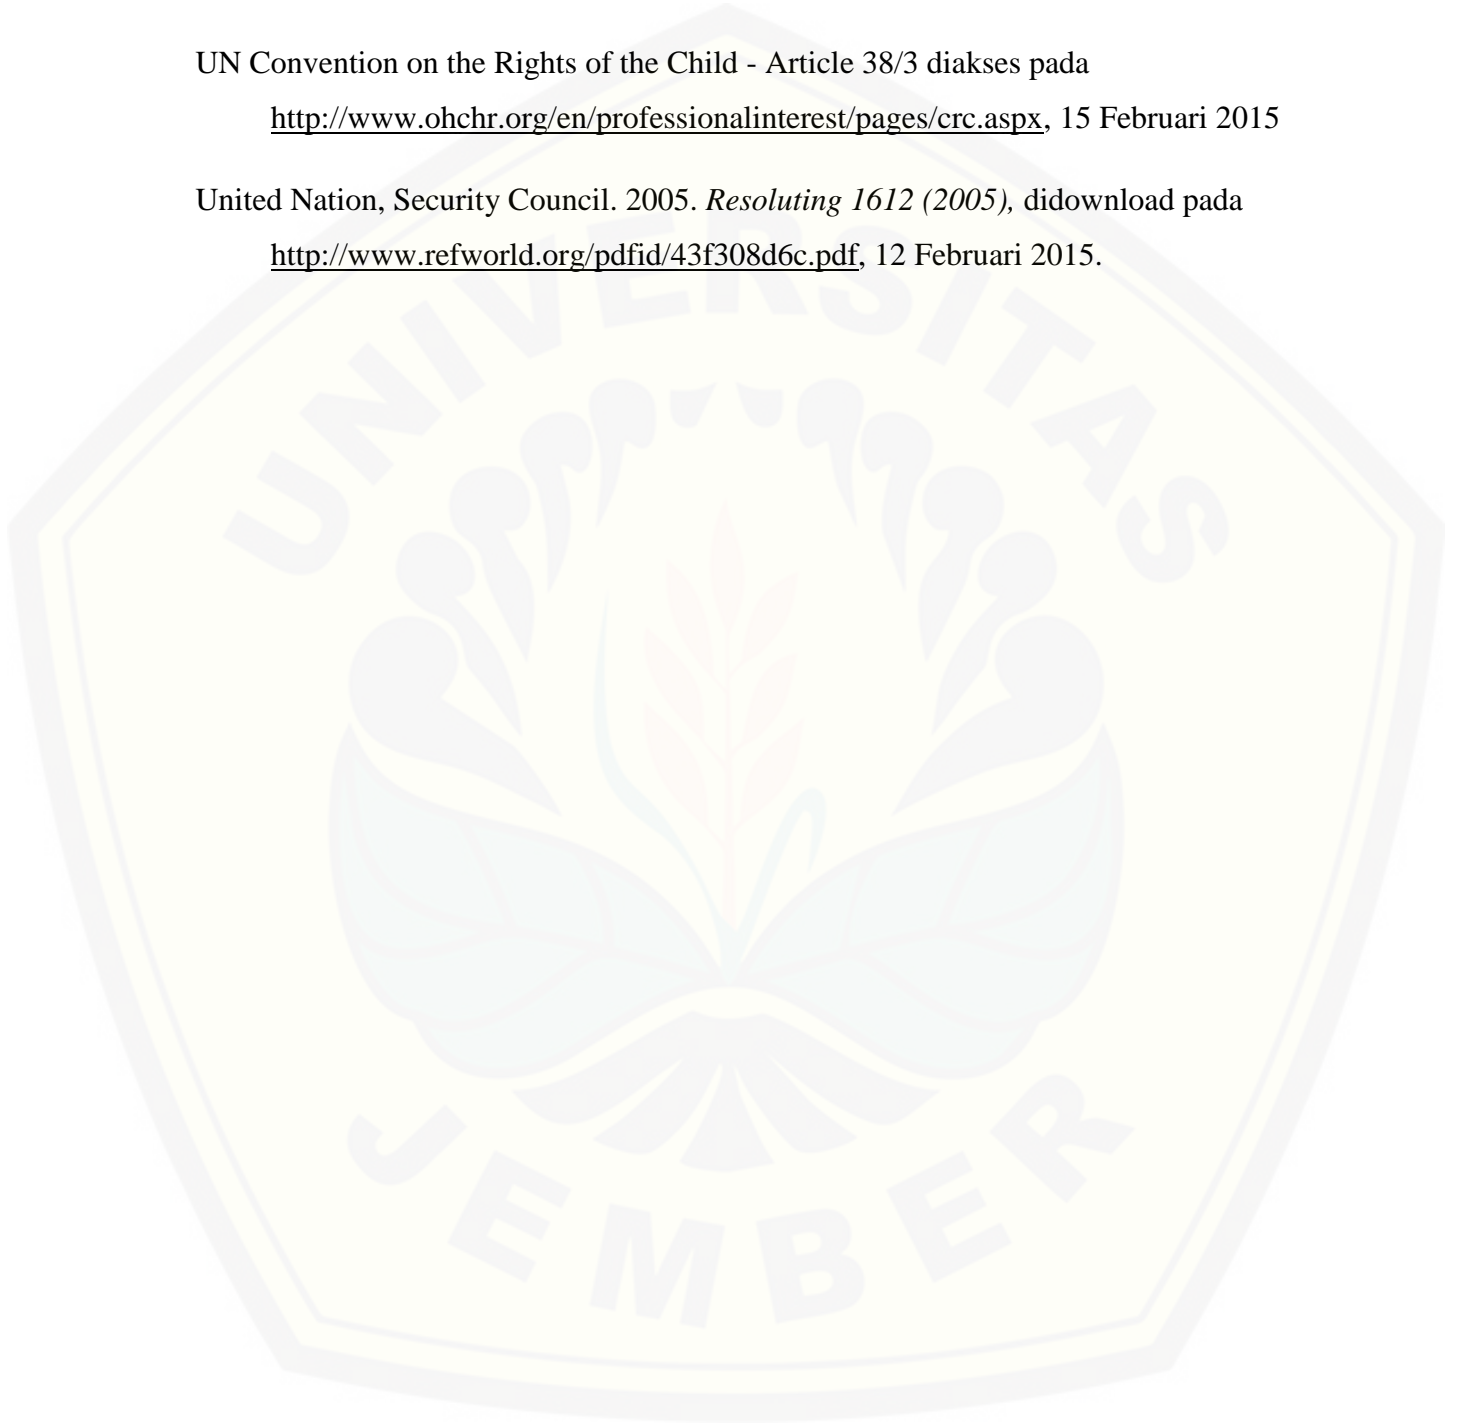 UN Convention on the Rights of the Child - Article 38/3 diakses pada
http://www.ohchr.org/en/professionalinterest/pages/crc.aspx, 15 Februari 2015
United Nation, Security Council. 2005. Resoluting 1612 (2005), didownload pada
http://www.refworld.org/pdfid/43f308d6c.pdf, 12 Februari 2015.
UNIVERSITAS
JEMBER